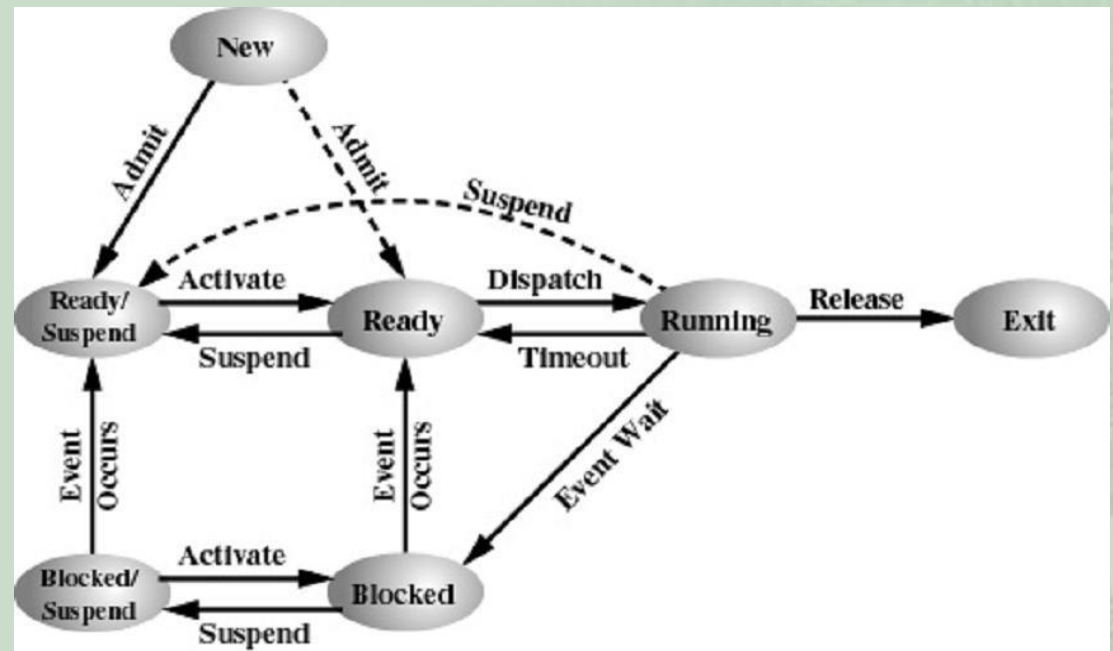 New
Admit
Admit
Suspend
Activate
Dispatch
Release
Ready/
Suspend
Ready
Running
Exit
Suspend
Timeout
Event
Occurs
Event
Occurs
Event Wait
Activate
Blocked/
Suspend
Blocked
Suspend